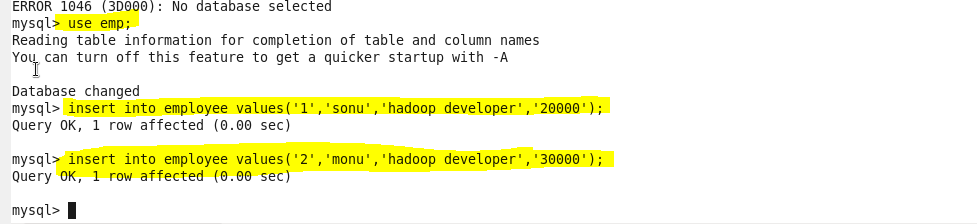 ERROR 1046 (3D000): No database selected
mysql> use emp;
Reading table information for completion of table and column names
You can turn off this feature to get a quicker startup with -A
Database changed
mysql> insert into employee values('1','sonu','hadoop developer','20000');
Query OK, 1 row affected (0.00 sec)
mysql> insert into employee values('2','monu','hadoop developer','30000');
Query OK, 1 row affected (0.00 sec)
mysql>